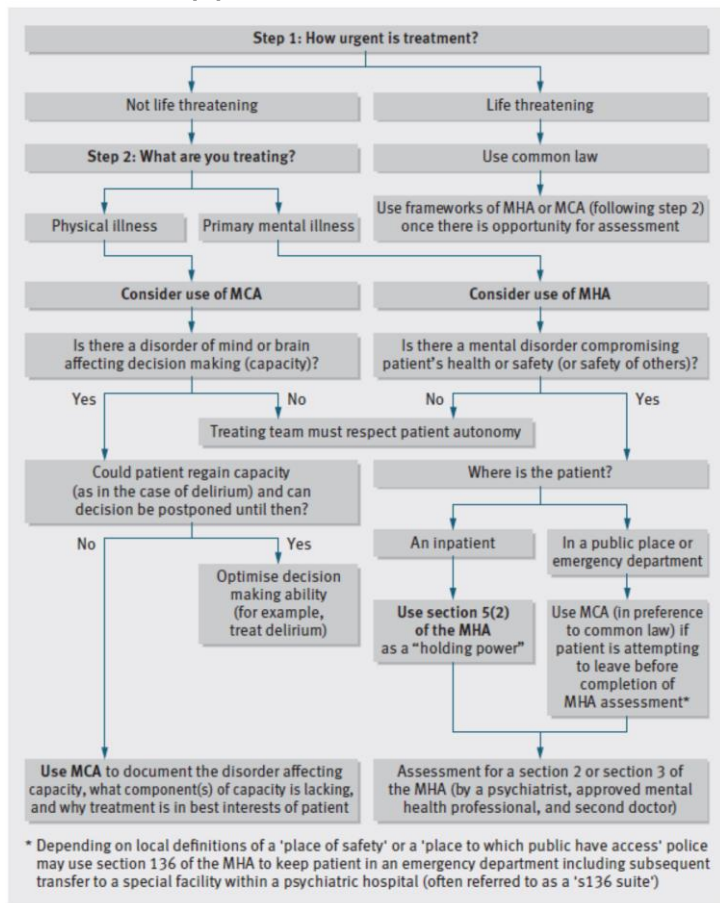 Step 1: How urgent is treatment?
Not life threatening
Life threatening
Step 2: What are you treating?
Use common law
Physical illness
Primary mental illness
Use frameworks of MHA or MCA (following step 2)
once there is opportunity for assessment
Consider use of MCA
Consider use of MHA
Is there a disorder of mind or brain
affecting decision making (capacity)?
Is there a mental disorder compromising
patient's health or safety (or safety of others)?
Yes
No
No
Yes
Treating team must respect patient autonomy
Could patient regain capacity
(as in the case of delirium) and can
decision be postponed until then?
Where is the patient?
No
Yes
An inpatient
In a public place or
emergency department
Optimise decision
making ability
(for example,
treat delirium)
Use section 5(2)
of the MHA
as a "holding power"
Use MCA (in preference
to common law) if
patient is attempting
to leave before
completion of
MHA assessment*
Use MCA to document the disorder affecting
capacity, what component(s) of capacity is lacking,
and why treatment is in best interests of patient
Assessment for a section 2 or section 3 of
the MHA (by a psychiatrist, approved mental
health professional, and second doctor)
* Depending on local definitions of a 'place of safety' or a 'place to which public have access' police
may use section 136 of the MHA to keep patient in an emergency department including subsequent
transfer to a special facility within a psychiatric hospital (often referred to as a 's136 suite')